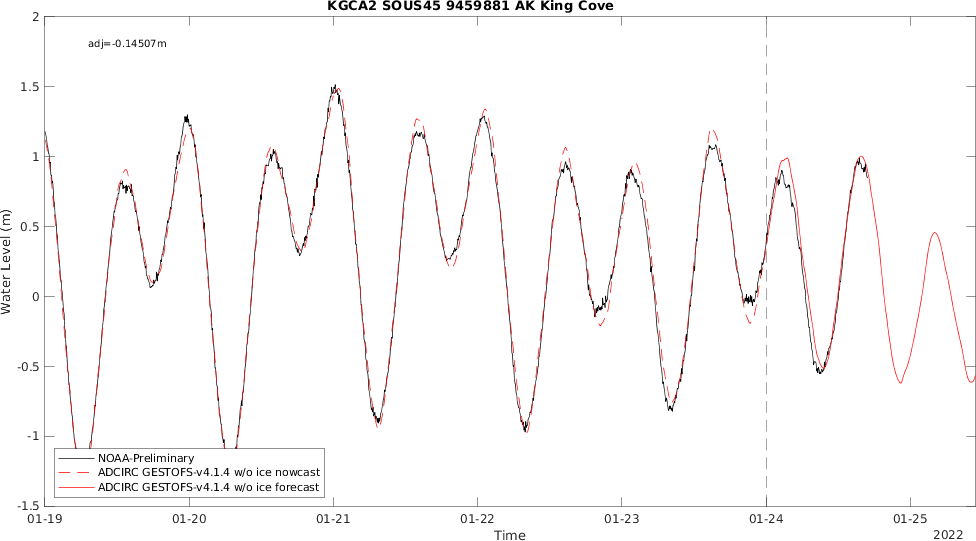 KGCA2 SOUS45 9459881 AK King Cove
adj=-0.14507m
Water Level (m)
2
1.5
1
0.5
0
-0.5
-1
-1.5
NOAA-Preliminary
ADCIRC GESTOFS-v4.1.4 w/o ice nowcast
ADCIRC GESTOFS-v4.1.4 w/o ice forecast
01-19
01-20
01-21
01-22
01-23
01-24
01-25
Time
2022